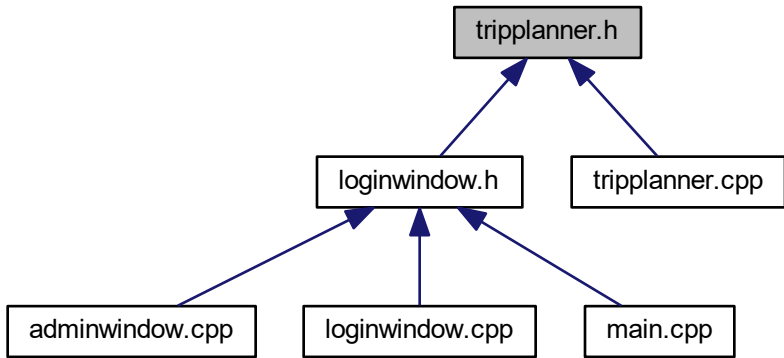 tripplanner.h
loginwindow.h
tripplanner.cpp
adminwindow.cpp
loginwindow.cpp
main.cpp